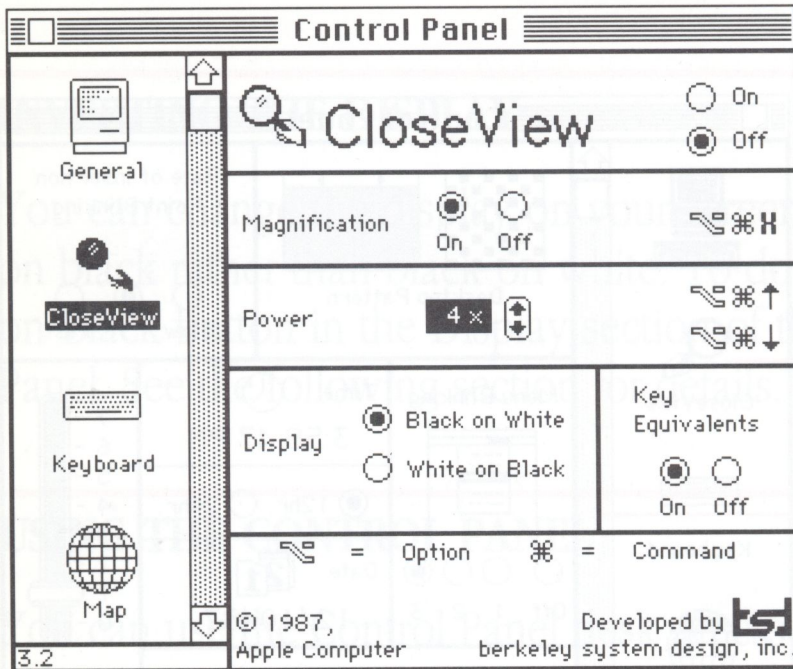 Control Panel
General
CloseView
Keyboard
Map
3.2
CloseView
On
Off
Magnification
On Off
⌥⌘X
Power
4 x
⌥⌘↑
⌥⌘↓
Display
Black on White
White on Black
Key
Equivalents
On Off
⌥ = Option ⌘ = Command
© 1987,
Apple Computer
Developed by bsd
berkeley system design, inc.